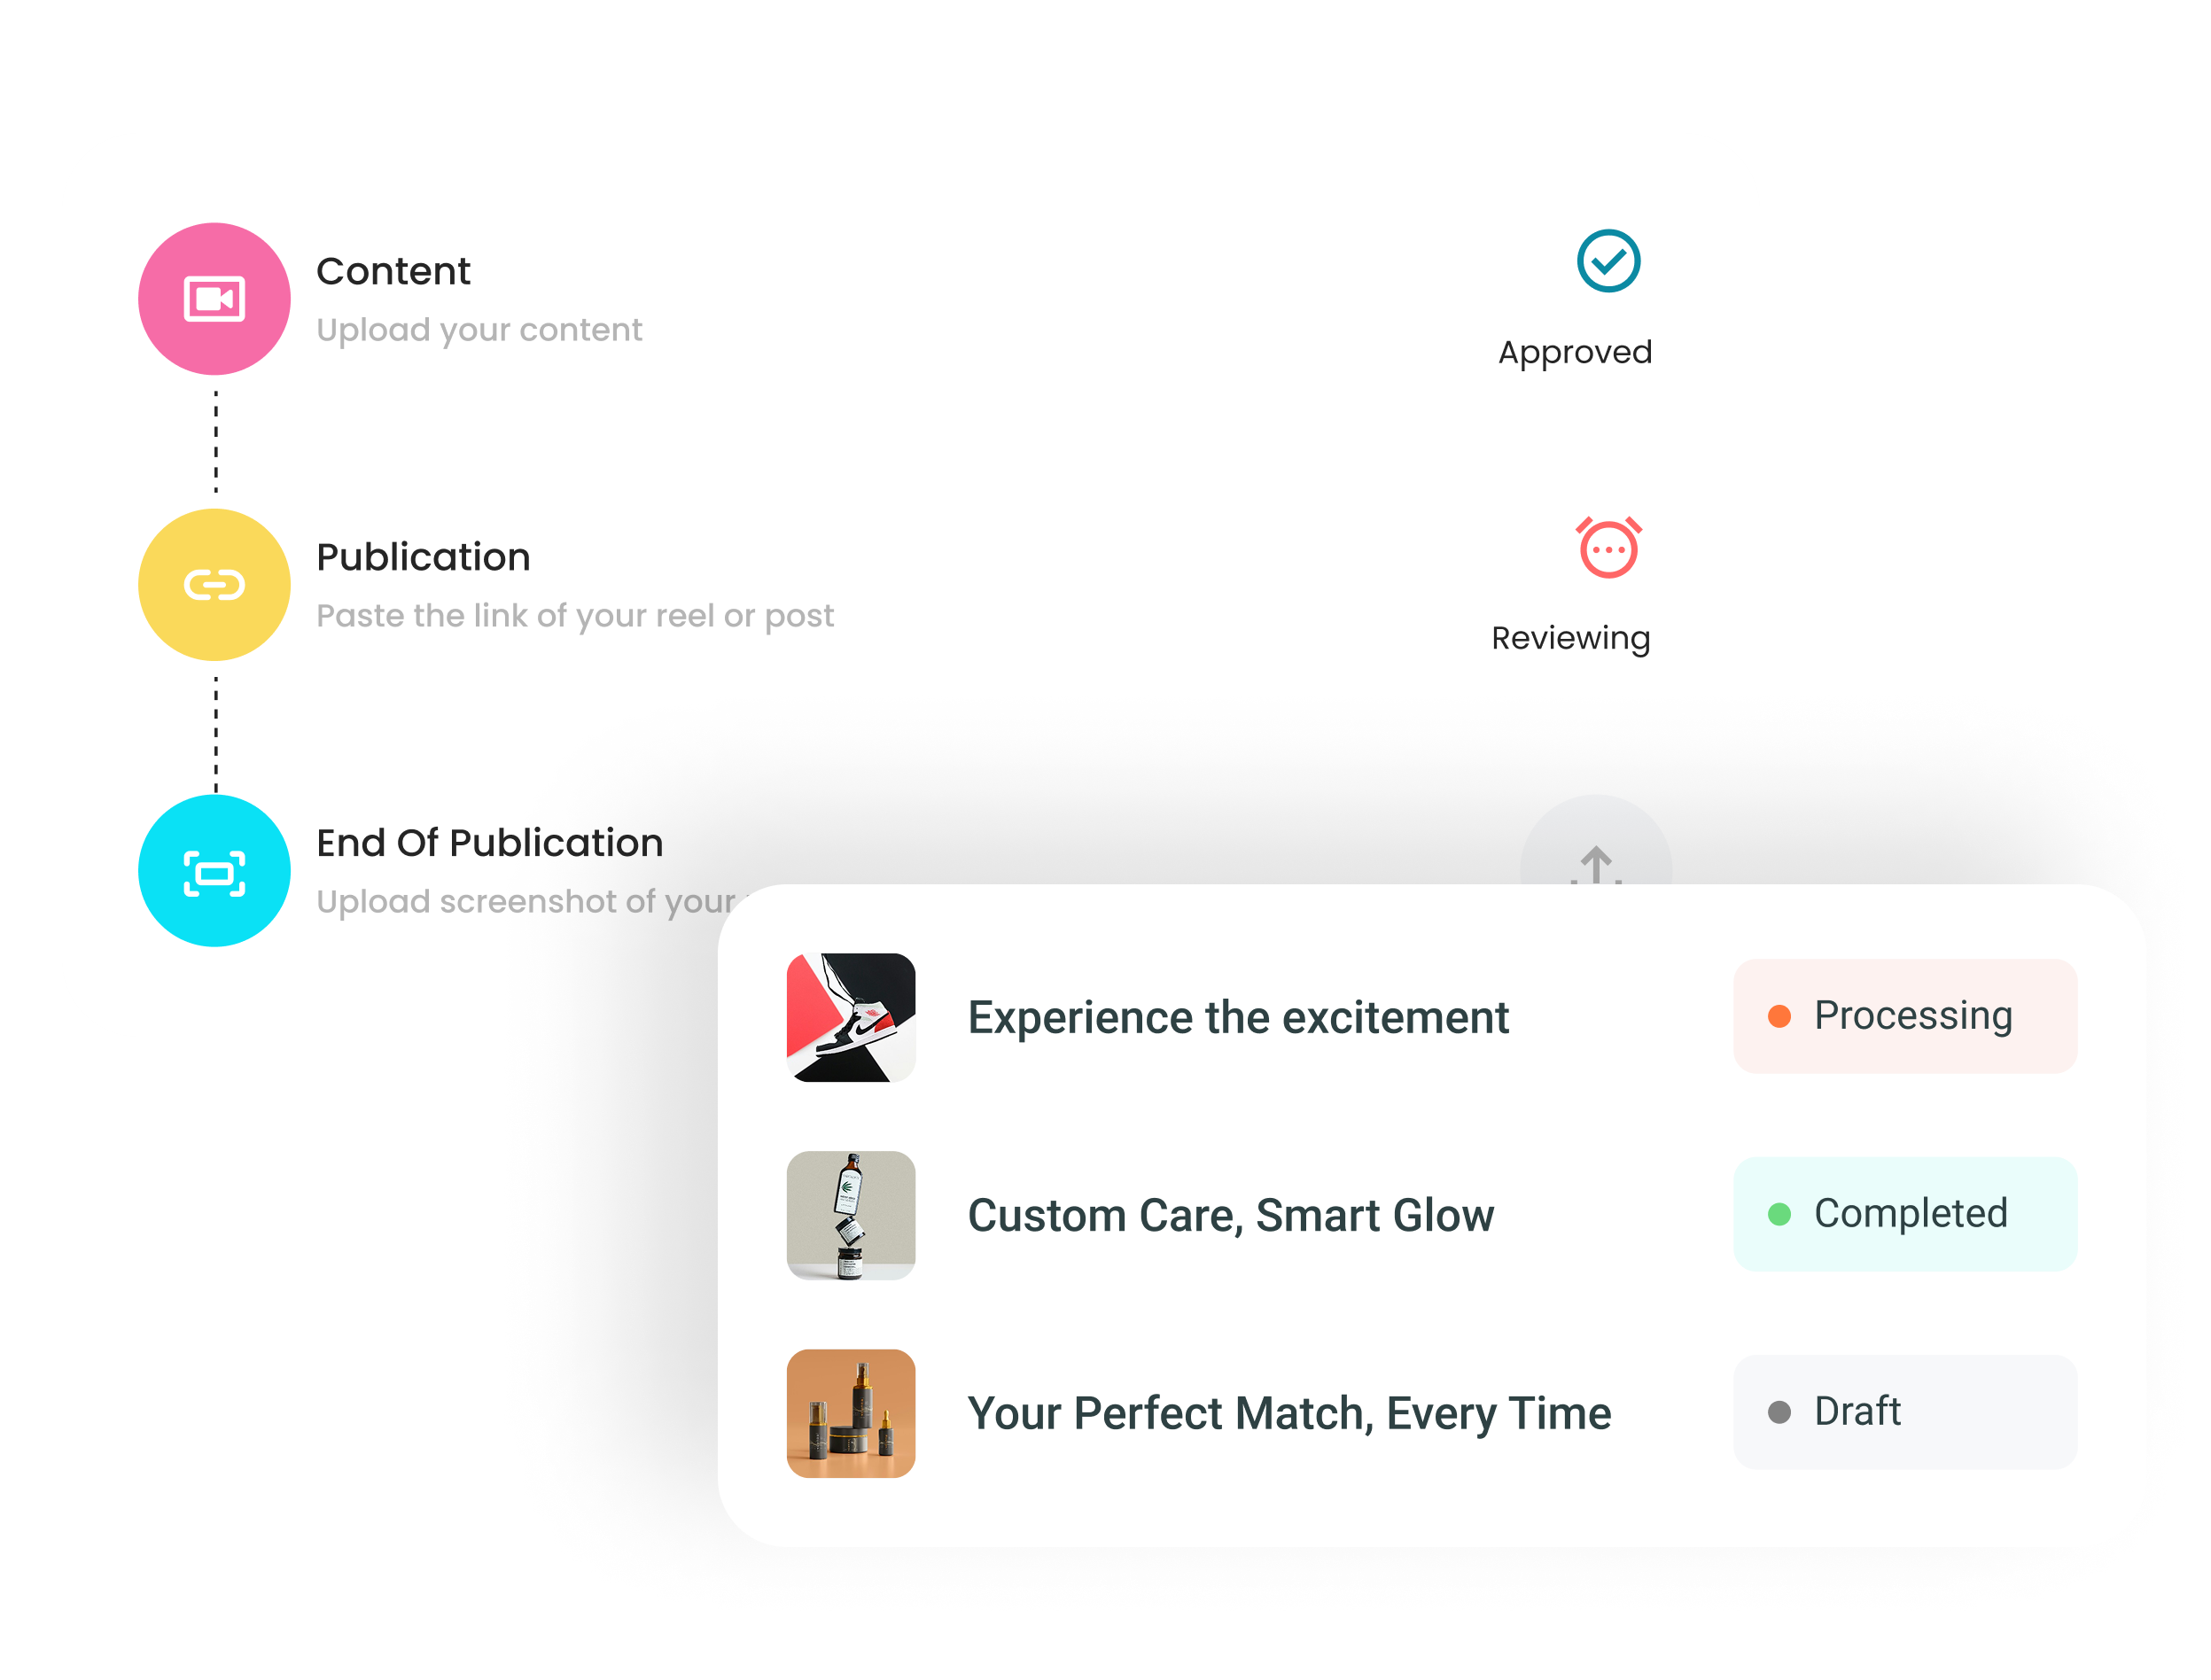 Content
Upload your content
Approved
Publication
Paste the link of your reel or post
Reviewing
End Of Publication
Upload screenshot of your
Experience the excitement
Processing
Custom Care, Smart Glow
Completed
Your Perfect Match, Every Time
Draft